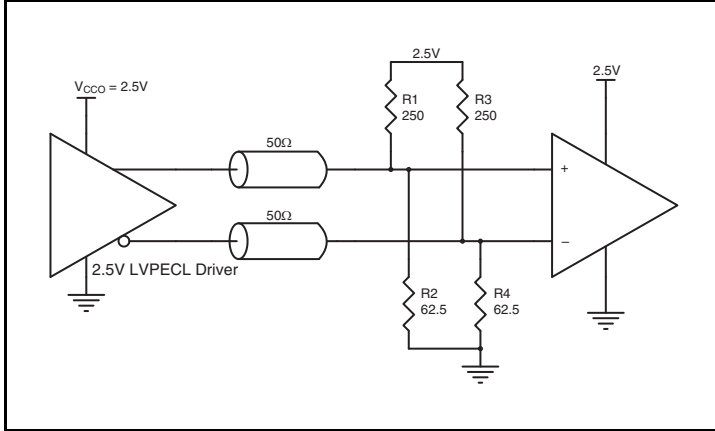 2.5V
V_CCO = 2.5V
2.5V
R1
250
R3
250
50Ω
+
50Ω
–
2.5V LVPECL Driver
R2
62.5
R4
62.5